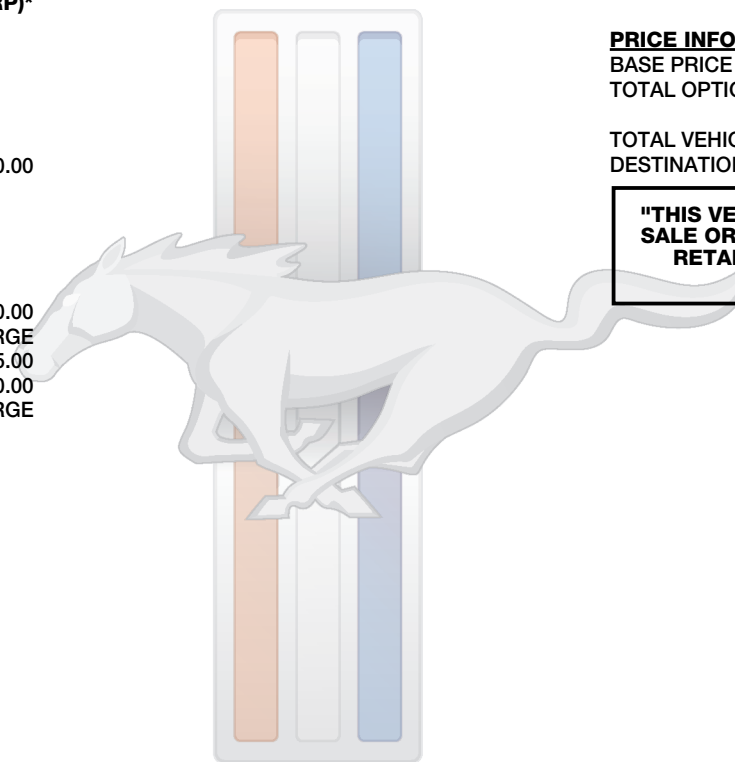 RP)*
0.00
0.00
RGE
5.00
0.00
RGE
PRICE INFO
BASE PRICE
TOTAL OPTIO
TOTAL VEHIC
DESTINATION
"THIS VE
SALE OR
RETAI